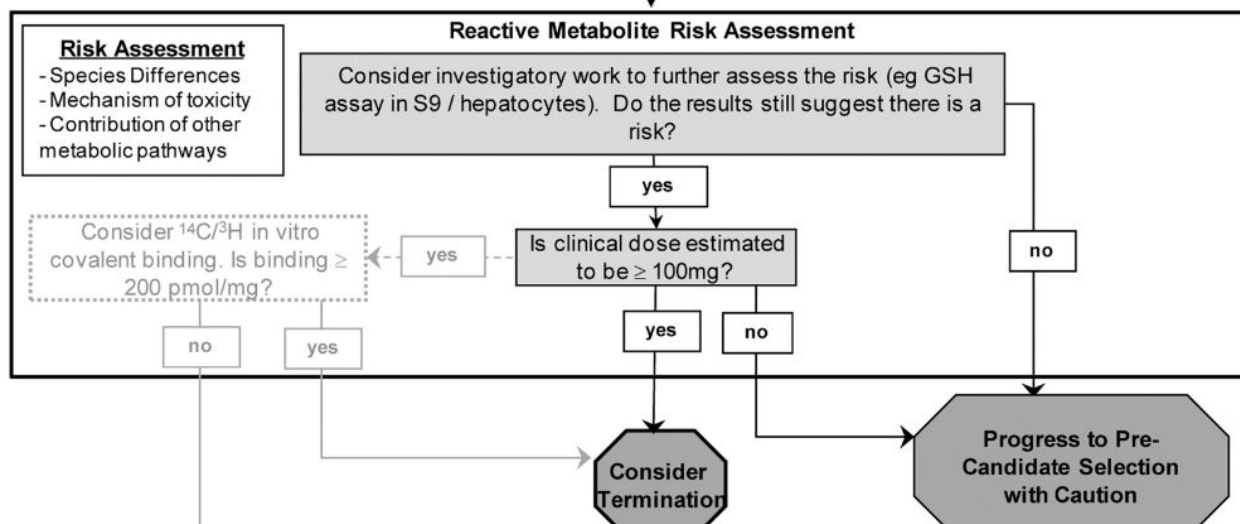 Reactive Metabolite Risk Assessment
Risk Assessment
- Species Differences
- Mechanism of toxicity
- Contribution of other
metabolic pathways
Consider investigatory work to further assess the risk (eg GSH
assay in S9 / hepatocytes). Do the results still suggest there is a
risk?
yes
no
Is clinical dose estimated
to be ≥ 100mg?
yes
Consider ¹⁴C/³H in vitro
covalent binding. Is binding ≥
200 pmol/mg?
no
yes
yes
no
Consider
Termination
Progress to Pre-
Candidate Selection
with Caution